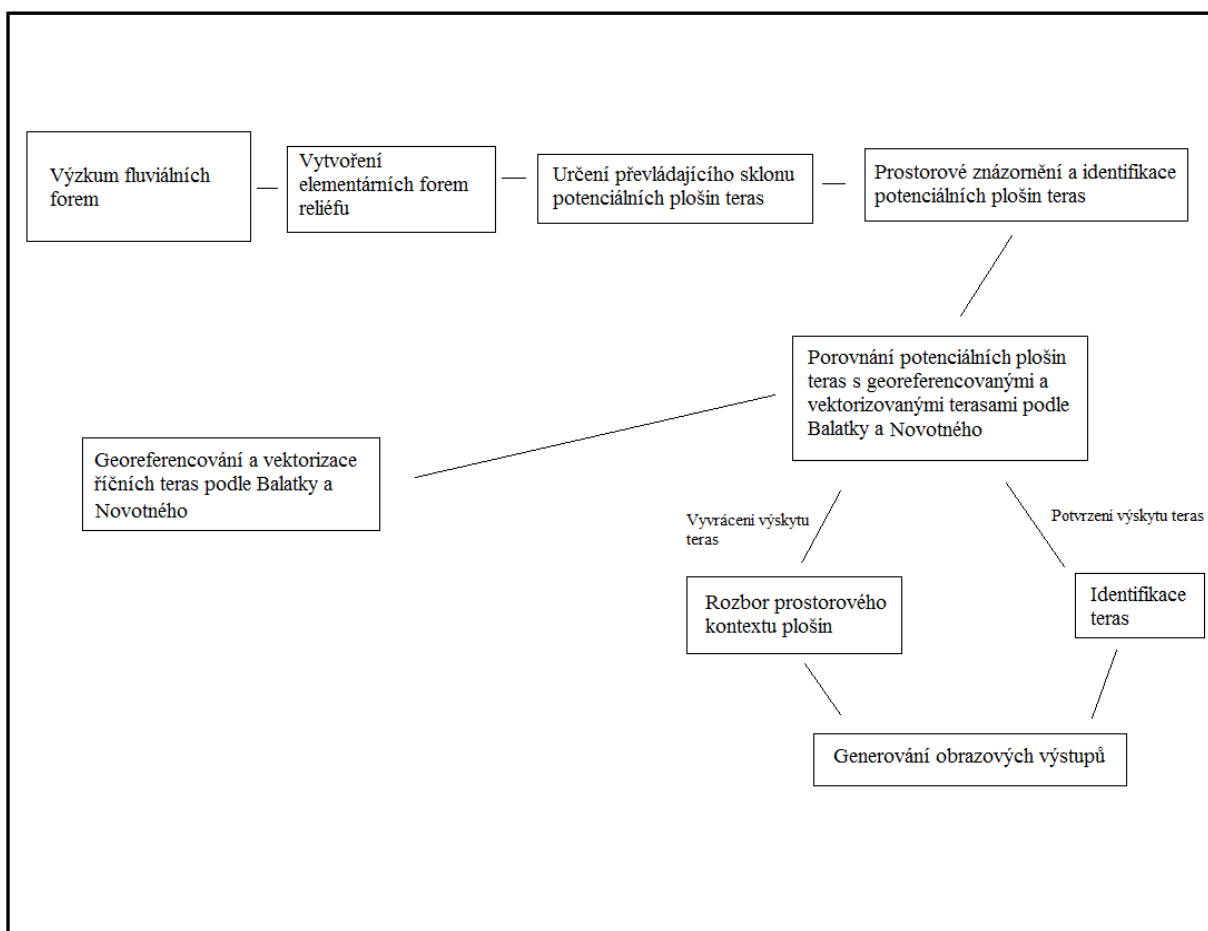 Výzkum fluviálních
forem
Vytvoření
elementárních forem
reliéfu
Určení převládajícího sklonu
potenciálních plošin teras
Prostorové znázornění a identifikace
potenciálních plošin teras
Porovnání potenciálních plošin
teras s georeferencovanými a
vektorizovanými terasami podle
Balatky a Novotného
Georeferencování a vektorizace
říčních teras podle Balatky a
Novotného
Vyvrácení výskytu
teras
Potvrzení výskytu teras
Rozbor prostorového
kontextu plošin
Identifikace
teras
Generování obrazových výstupů